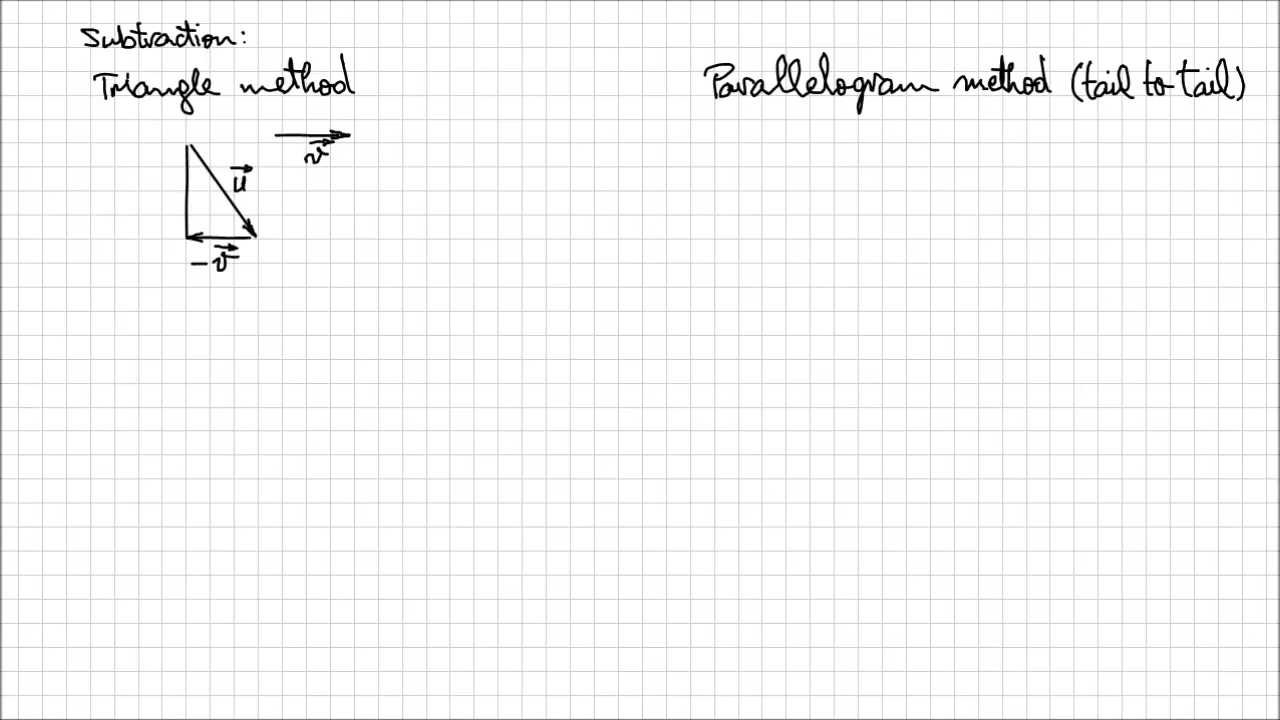 Subtraction:
Triangle method
Parallelogram method (tail to tail)
v⃗
u⃗
-v⃗